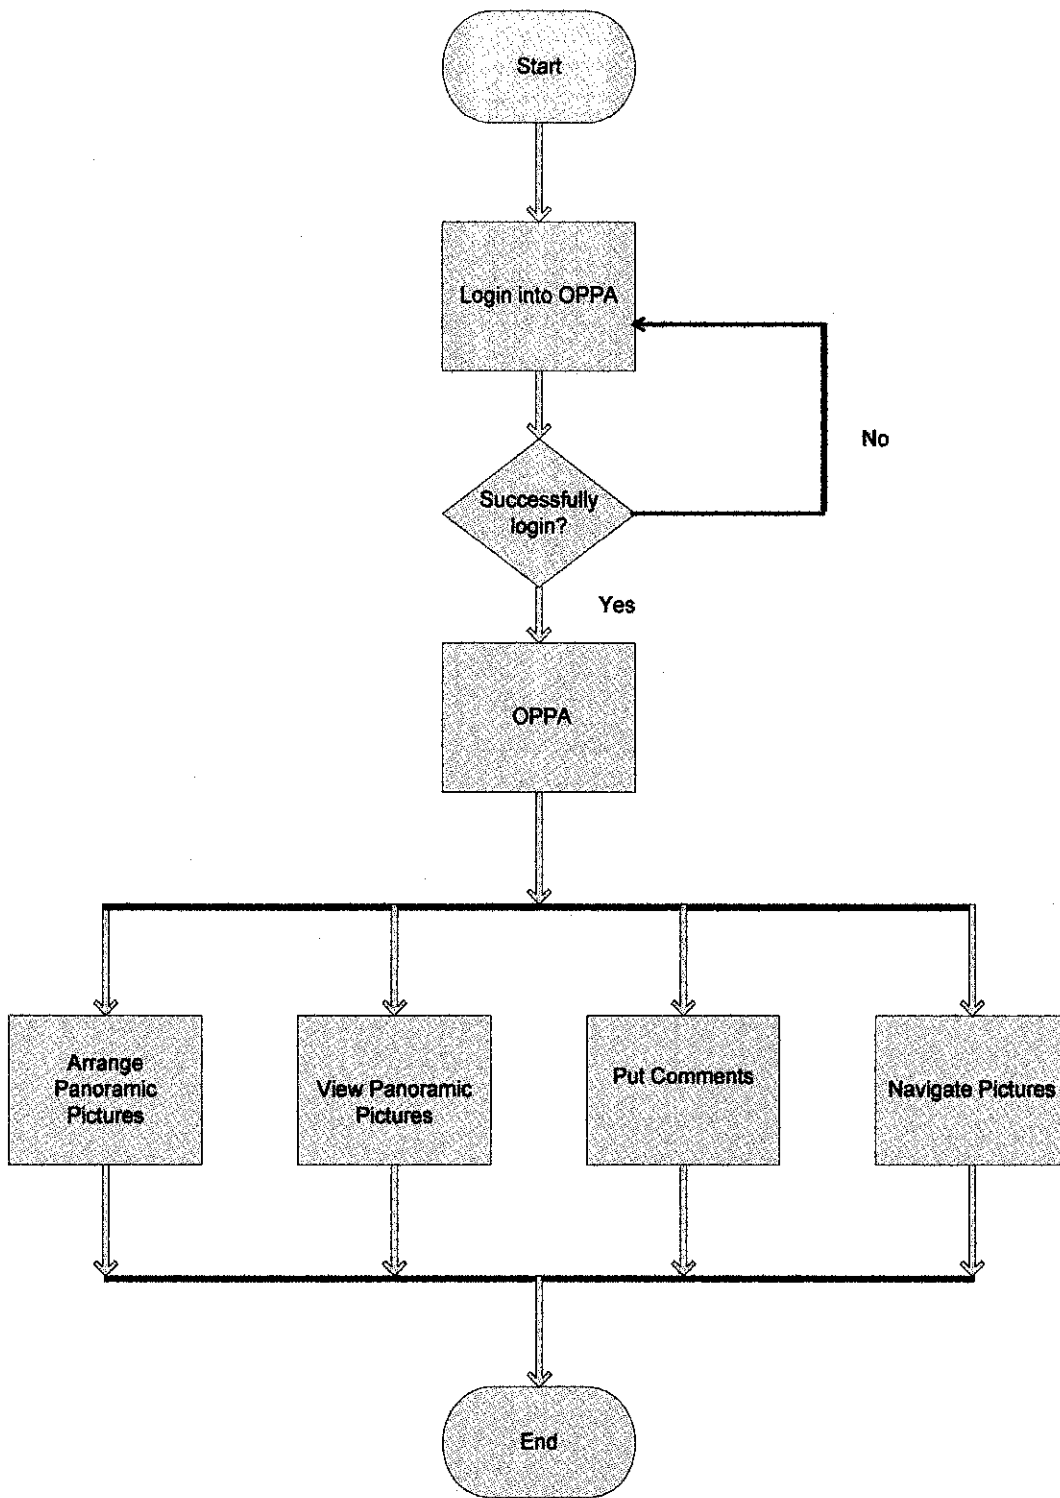 Start
Login into OPPA
No
Successfully
login?
Yes
OPPA
Arrange
Panoramic
Pictures
View Panoramic
Pictures
Put Comments
Navigate Pictures
End